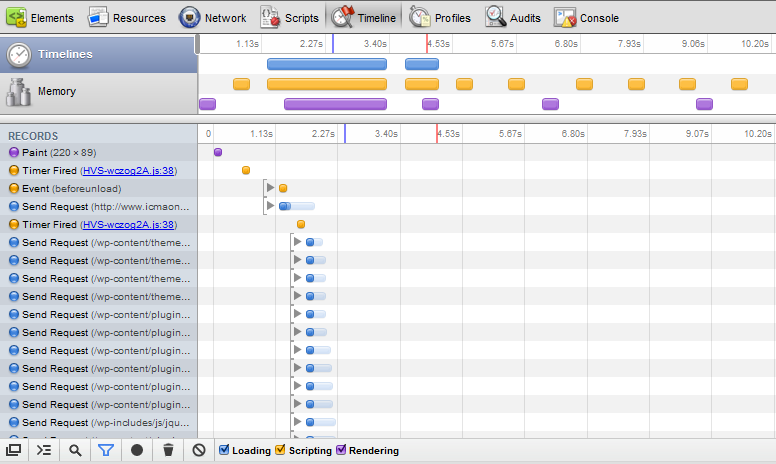 Elements Resources Network Scripts Timeline Profiles Audits Console
Timelines 1.13s 2.27s 3.40s 4.53s 5.67s 6.80s 7.93s 9.06s 10.20s
Memory
RECORDS 0 1.13s 2.27s 3.40s 4.53s 5.67s 6.80s 7.93s 9.07s 10.20s
Paint (220 × 89)
Timer Fired (HVS-wczog2A.js:38)
Event (beforeunload)
Send Request (http://www.icmaon...
Timer Fired (HVS-wczog2A.js:38)
Send Request (/wp-content/theme...
Send Request (/wp-content/theme...
Send Request (/wp-content/theme...
Send Request (/wp-content/theme...
Send Request (/wp-content/plugin...
Send Request (/wp-content/plugin...
Send Request (/wp-content/plugin...
Send Request (/wp-content/plugin...
Send Request (/wp-content/plugin...
Send Request (/wp-content/plugin...
Send Request (/wp-includes/js/jqu...
Loading Scripting Rendering